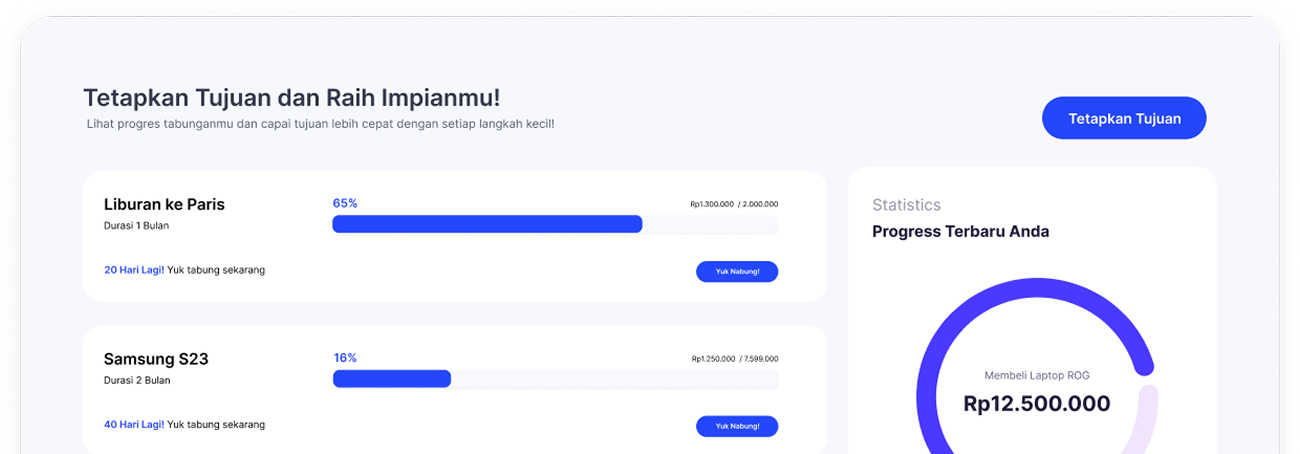 Tetapkan Tujuan dan Raih Impianmu!
Lihat progres tabunganmu dan capai tujuan lebih cepat dengan setiap langkah kecil!
Tetapkan Tujuan
Liburan ke Paris
Durasi 1 Bulan
65%
Rp1.300.000 / 2.000.000
20 Hari Lagi! Yuk tabung sekarang
Yuk Nabung!
Samsung S23
Durasi 2 Bulan
16%
Rp1.250.000 / 7.599.000
40 Hari Lagi! Yuk tabung sekarang
Yuk Nabung!
Statistics
Progress Terbaru Anda
Membeli Laptop ROG
Rp12.500.000